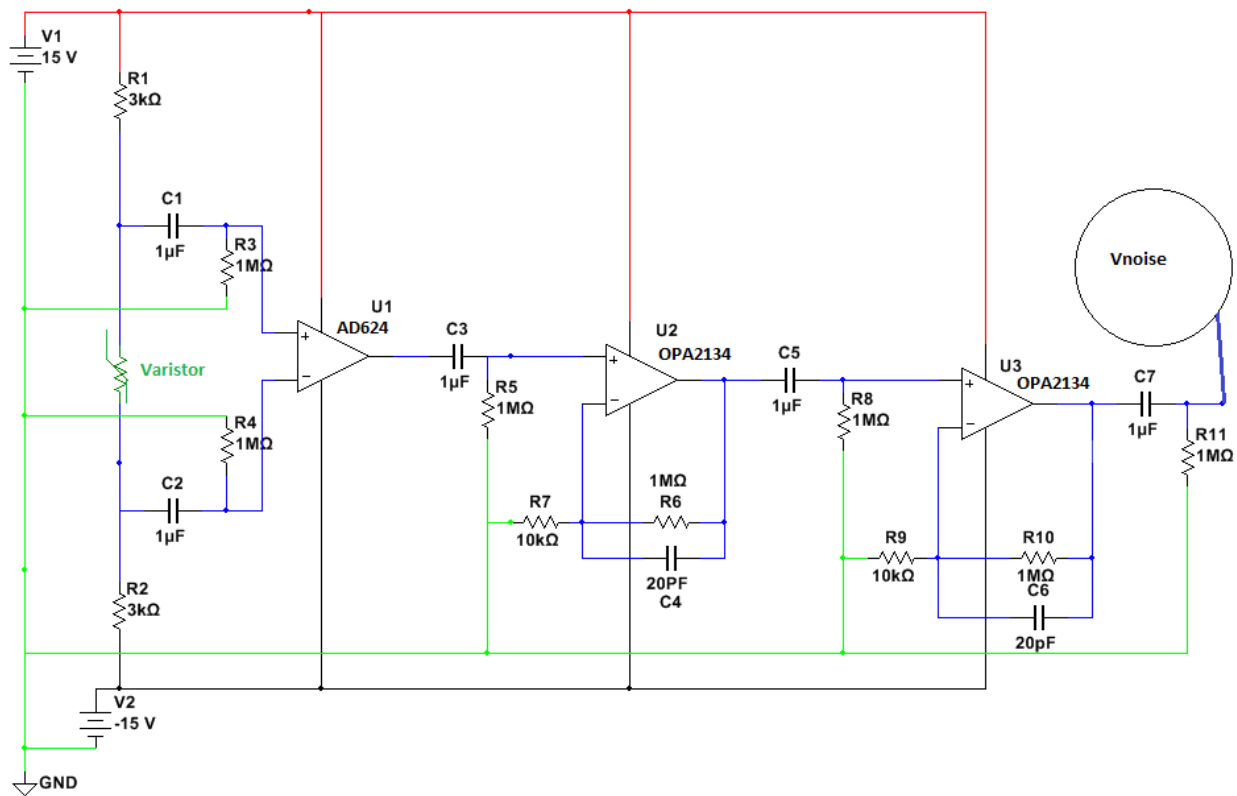 V1
15 V
R1
3kΩ
C1
1µF
R3
1MΩ
Varistor
R4
1MΩ
C2
1µF
R2
3kΩ
V2
-15 V
GND
+
−
U1
AD624
C3
1µF
R5
1MΩ
+
−
U2
OPA2134
R7
10kΩ
1MΩ
R6
20PF
C4
C5
1µF
R8
1MΩ
+
−
U3
OPA2134
R9
10kΩ
R10
1MΩ
C6
20pF
C7
1µF
R11
1MΩ
Vnoise